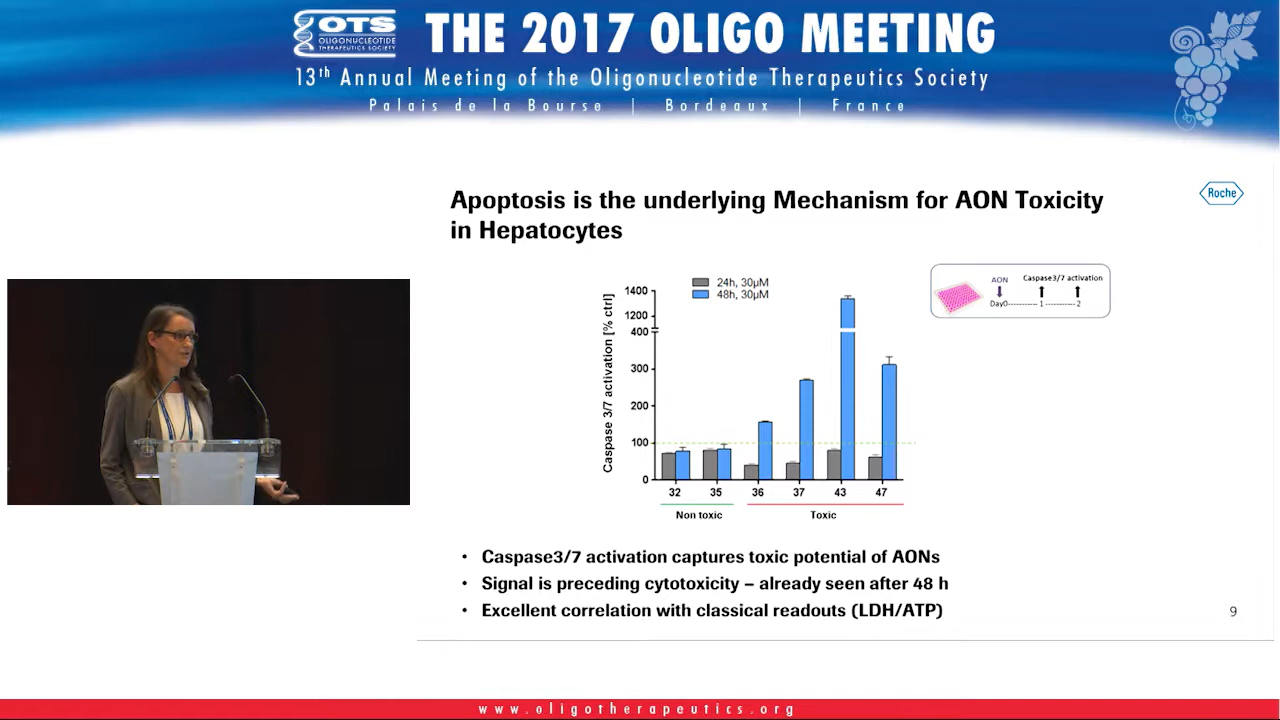 OTS
OLIGONUCLEOTIDE
THERAPEUTICS SOCIETY
THE 2017 OLIGO MEETING
13th Annual Meeting of the Oligonucleotide Therapeutics Society
Palais de la Bourse | Bordeaux | France
Apoptosis is the underlying Mechanism for AON Toxicity
in Hepatocytes
Roche
24h, 30µM
48h, 30µM
Caspase 3/7 activation [% ctrl]
1400
1200
400
300
200
100
0
32 35 36 37 43 47
Non toxic Toxic
AON Caspase3/7 activation
Day0----------- 1 ----------- 2
• Caspase3/7 activation captures toxic potential of AONs
• Signal is preceding cytotoxicity – already seen after 48 h
• Excellent correlation with classical readouts (LDH/ATP)
9
www.oligotherapeutics.org